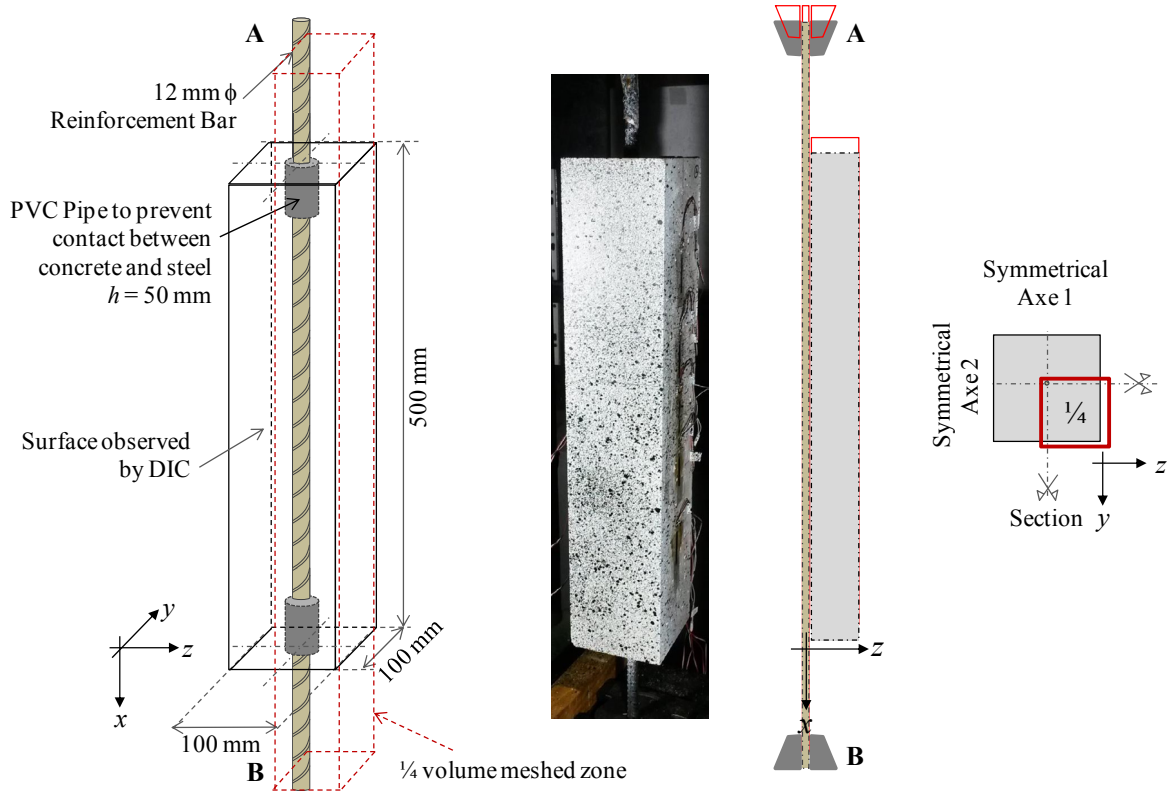 A
12 mm ϕ
Reinforcement Bar
PVC Pipe to prevent
contact between
concrete and steel
h = 50 mm
500 mm
Surface observed
by DIC
y
z
x
100 mm
100 mm
B
¼ volume meshed zone
A
z
x
B
Symmetrical
Axe 1
Symmetrical
Axe 2
¼
z
Section
y